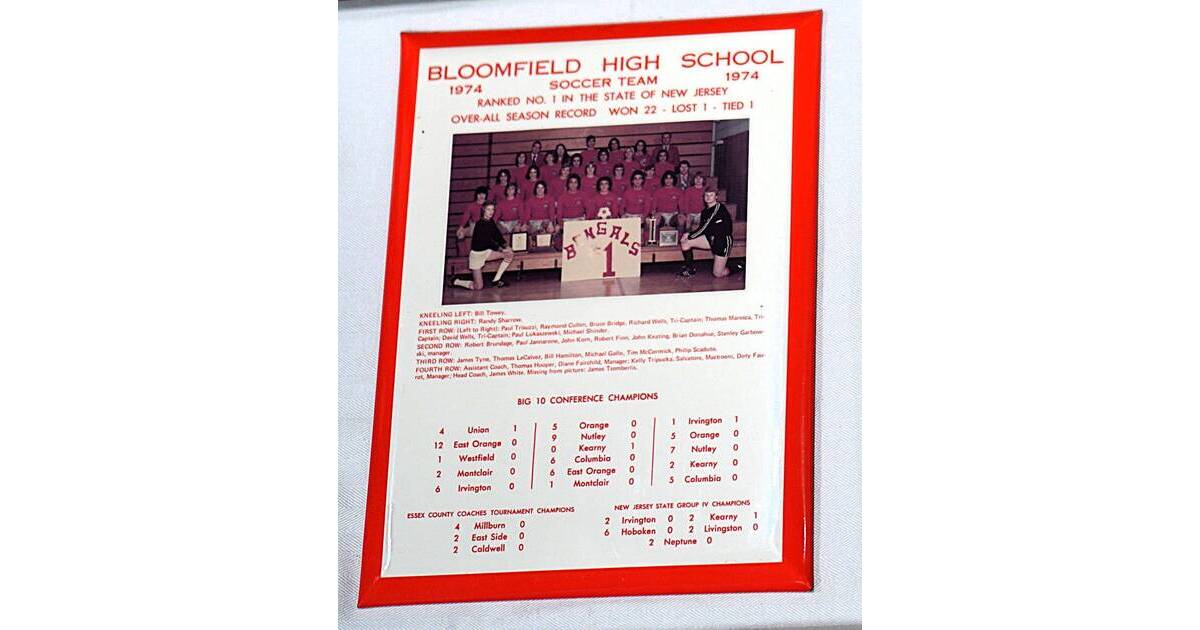 BLOOMFIELD HIGH SCHOOL
1974 SOCCER TEAM 1974
RANKED NO. 1 IN THE STATE OF NEW JERSEY
OVER-ALL SEASON RECORD WON 22 - LOST 1 - TIED 1
BENGALS
1
KNEELING LEFT: Bill Towey.
KNEELING RIGHT: Randy Sharrow.
FIRST ROW: (Left to Right): Paul Trisuzzi, Raymond Cullen, Bruce Bridge, Richard Wells, Tri-Captain; Thomas Maresca, Tri-
Captain; David Wells, Tri-Captain; Paul Lukaszewski, Michael Shinder.
SECOND ROW: Robert Brundage, Paul Jannarone, John Korn, Robert Finn, John Keating, Brian Donohue, Stanley Garbow-
ski, manager.
THIRD ROW: James Tyne, Thomas LeCalvez, Bill Hamilton, Michael Gallo, Tim McCormick, Philip Scaduto.
FOURTH ROW: Assistant Coach, Thomas Hooper, Diane Fairchild, Manager; Kelly Tripucka, Salvatore, Mastroeni, Doty Fav-
rot, Manager; Head Coach, James White. Missing from picture: James Tsomberlis.
BIG 10 CONFERENCE CHAMPIONS
4 Union 1 5 Orange 0 1 Irvington 1
12 East Orange 0 9 Nutley 0 5 Orange 0
1 Westfield 0 0 Kearny 1 7 Nutley 0
2 Montclair 0 6 Columbia 0 2 Kearny 0
6 Irvington 0 6 East Orange 0 5 Columbia 0
1 Montclair 0
ESSEX COUNTY COACHES TOURNAMENT CHAMPIONS
4 Millburn 0
2 East Side 0
2 Caldwell 0
NEW JERSEY STATE GROUP IV CHAMPIONS
2 Irvington 0 2 Kearny 1
6 Hoboken 0 2 Livingston 0
2 Neptune 0